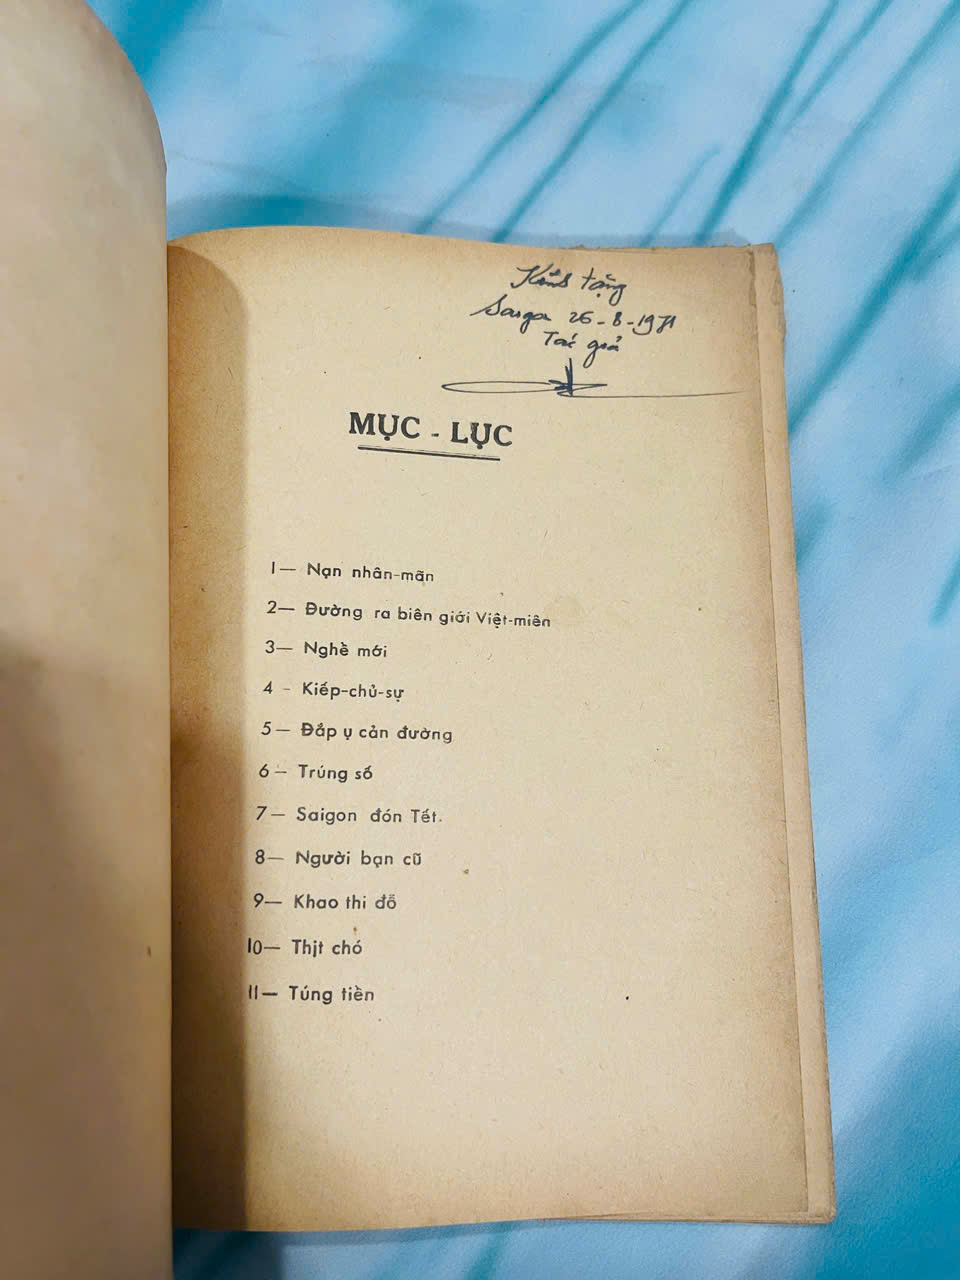 Kính tặng
Saigon 26-8-1971
Tác giả
MỤC - LỤC
1— Nạn nhân-mãn
2— Đường ra biên giới Việt-miên
3— Nghề mới
4 - Kiếp-chủ-sự
5— Đắp ụ cản đường
6— Trúng số
7— Saigon đón Tết.
8— Người bạn cũ
9— Khao thi đỗ
10— Thịt chó
11— Túng tiền